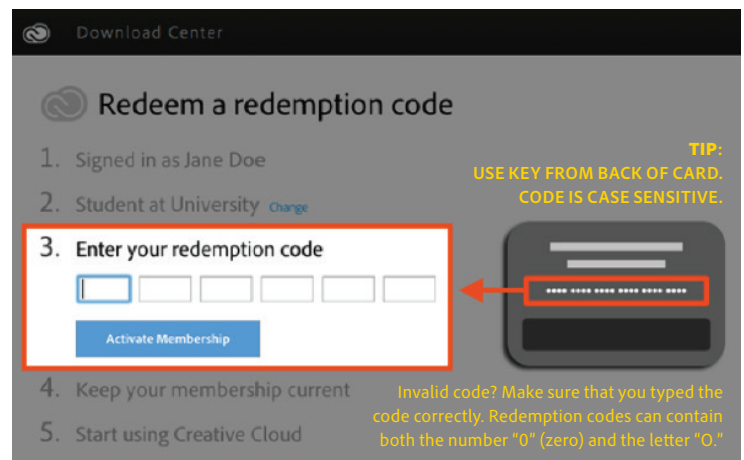 Download Center
Redeem a redemption code
1. Signed in as Jane Doe
2. Student at University Change
3. Enter your redemption code
Activate Membership
4. Keep your membership current
5. Start using Creative Cloud
TIP:
USE KEY FROM BACK OF CARD.
CODE IS CASE SENSITIVE.
Invalid code? Make sure that you typed the
code correctly. Redemption codes can contain
both the number "0" (zero) and the letter "O."